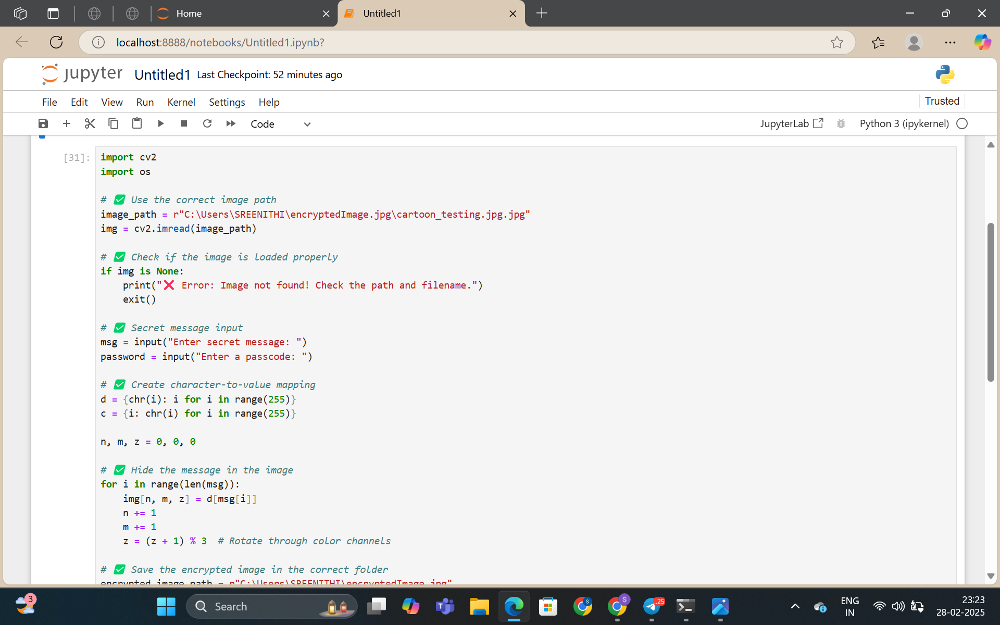 Home
Untitled1
localhost:8888/notebooks/Untitled1.ipynb?
jupyter Untitled1 Last Checkpoint: 52 minutes ago
File Edit View Run Kernel Settings Help
Trusted
Code
JupyterLab
Python 3 (ipykernel)
[31]:
import cv2
import os
# ✅ Use the correct image path
image_path = r"C:\Users\SREENITHI\encryptedImage.jpg\cartoon_testing.jpg.jpg"
img = cv2.imread(image_path)
# ✅ Check if the image is loaded properly
if img is None:
    print("❌ Error: Image not found! Check the path and filename.")
    exit()
# ✅ Secret message input
msg = input("Enter secret message: ")
password = input("Enter a passcode: ")
# ✅ Create character-to-value mapping
d = {chr(i): i for i in range(255)}
c = {i: chr(i) for i in range(255)}
n, m, z = 0, 0, 0
# ✅ Hide the message in the image
for i in range(len(msg)):
    img[n, m, z] = d[msg[i]]
    n += 1
    m += 1
    z = (z + 1) % 3  # Rotate through color channels
# ✅ Save the encrypted image in the correct folder
encrypted_image_path = r"C:\Users\SREENITHI\encryptedImage.jpg"
3
Search
S
S
.25
ENG
IN
23:23
28-02-2025